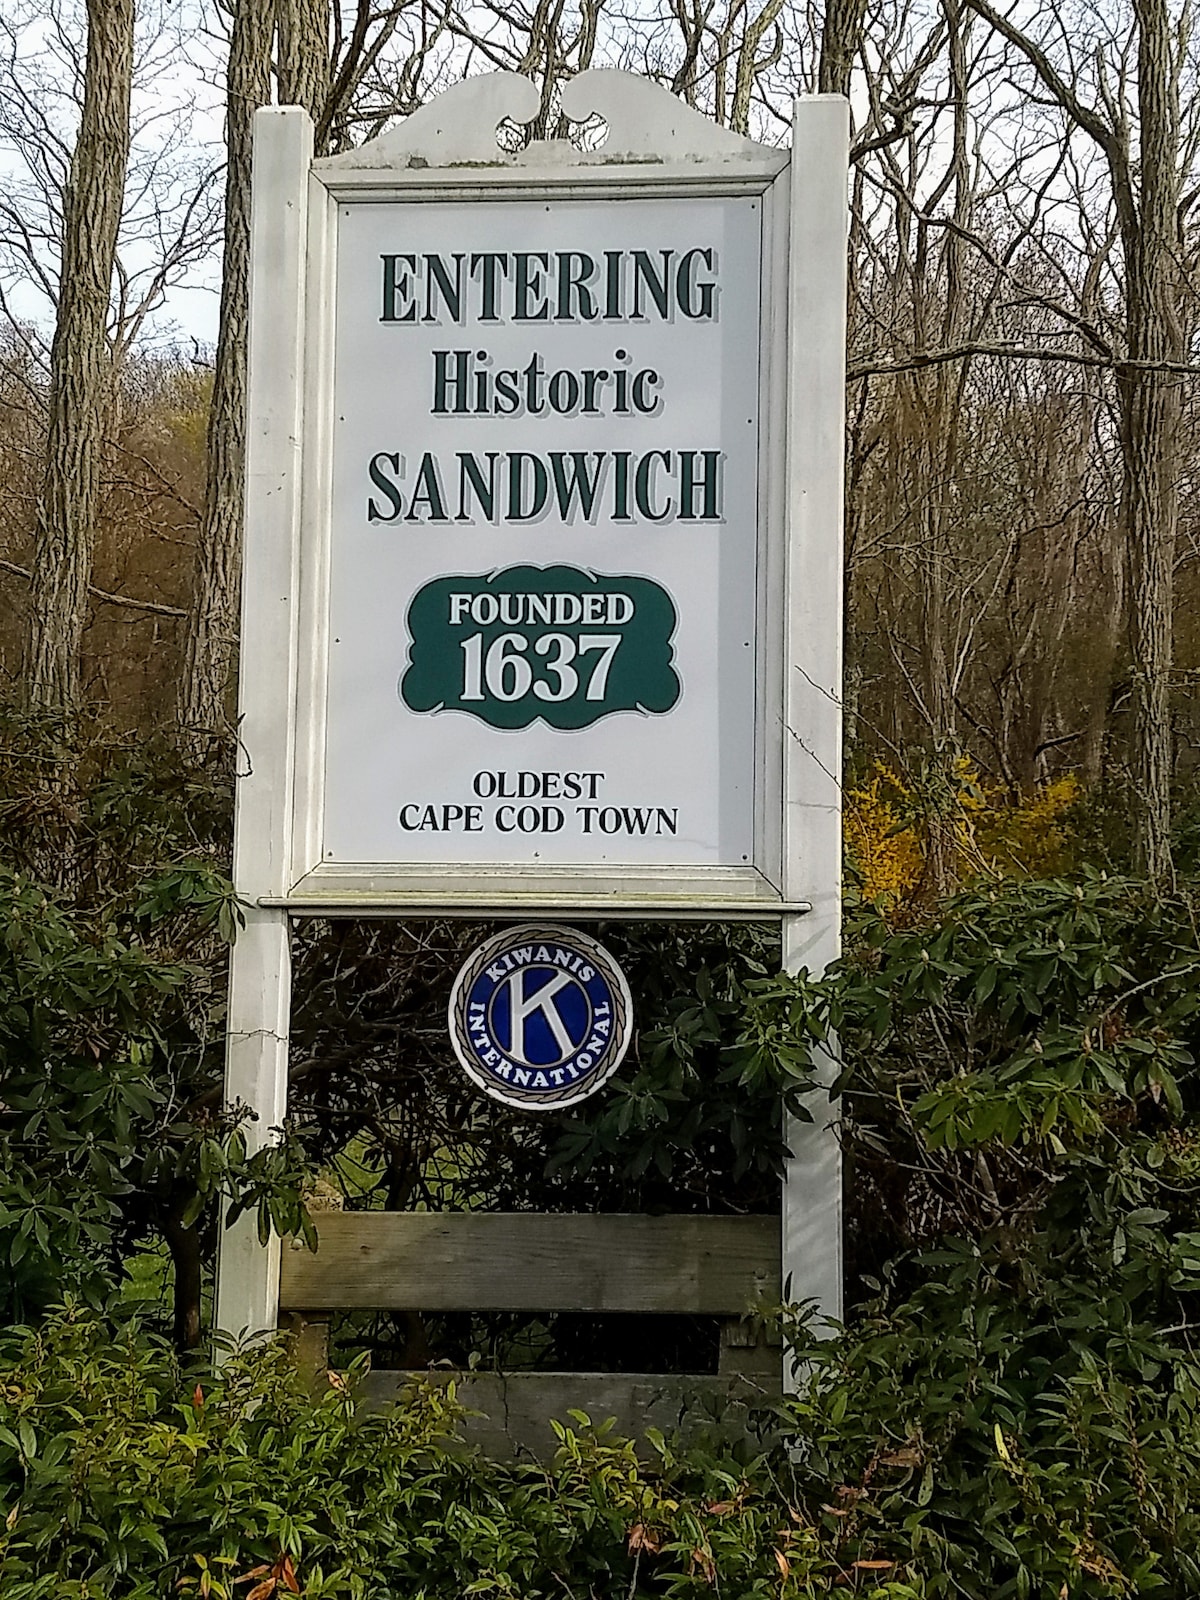 ENTERING
Historic
SANDWICH
FOUNDED
1637
OLDEST
CAPE COD TOWN
KIWANIS
K
INTERNATIONAL